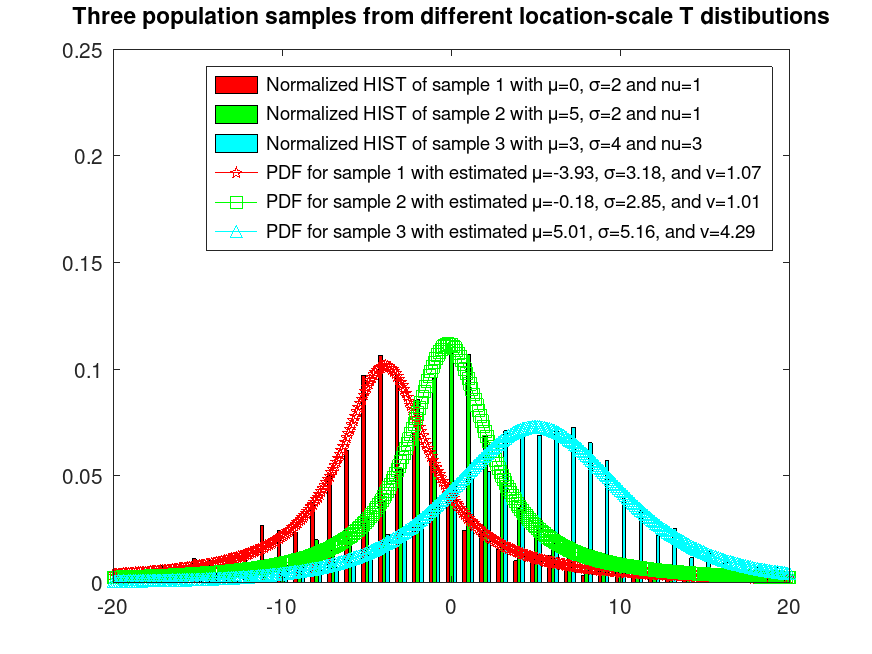 Three population samples from different location-scale T distibutions
0.25
0.2
0.15
0.1
0.05
0
Normalized HIST of sample 1 with μ=0, σ=2 and nu=1
Normalized HIST of sample 2 with μ=5, σ=2 and nu=1
Normalized HIST of sample 3 with μ=3, σ=4 and nu=3
PDF for sample 1 with estimated μ=-3.93, σ=3.18, and v=1.07
PDF for sample 2 with estimated μ=-0.18, σ=2.85, and v=1.01
PDF for sample 3 with estimated μ=5.01, σ=5.16, and v=4.29
-20 -10 0 10 20